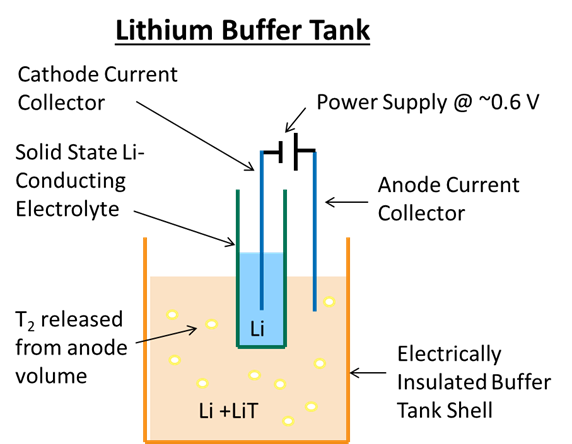 Lithium Buffer Tank
Cathode Current
Collector
Power Supply @ ~0.6 V
Solid State Li-
Conducting
Electrolyte
Anode Current
Collector
T₂ released
from anode
volume
Li
Electrically
Insulated Buffer
Tank Shell
Li +LiT